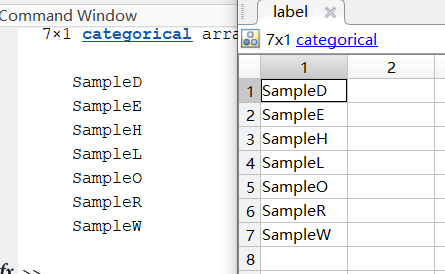 Command Window
7×1 categorical arra
SampleD
SampleE
SampleH
SampleL
SampleO
SampleR
SampleW
fx >>
label
7x1 categorical
1 2
1 SampleD
2 SampleE
3 SampleH
4 SampleL
5 SampleO
6 SampleR
7 SampleW
8